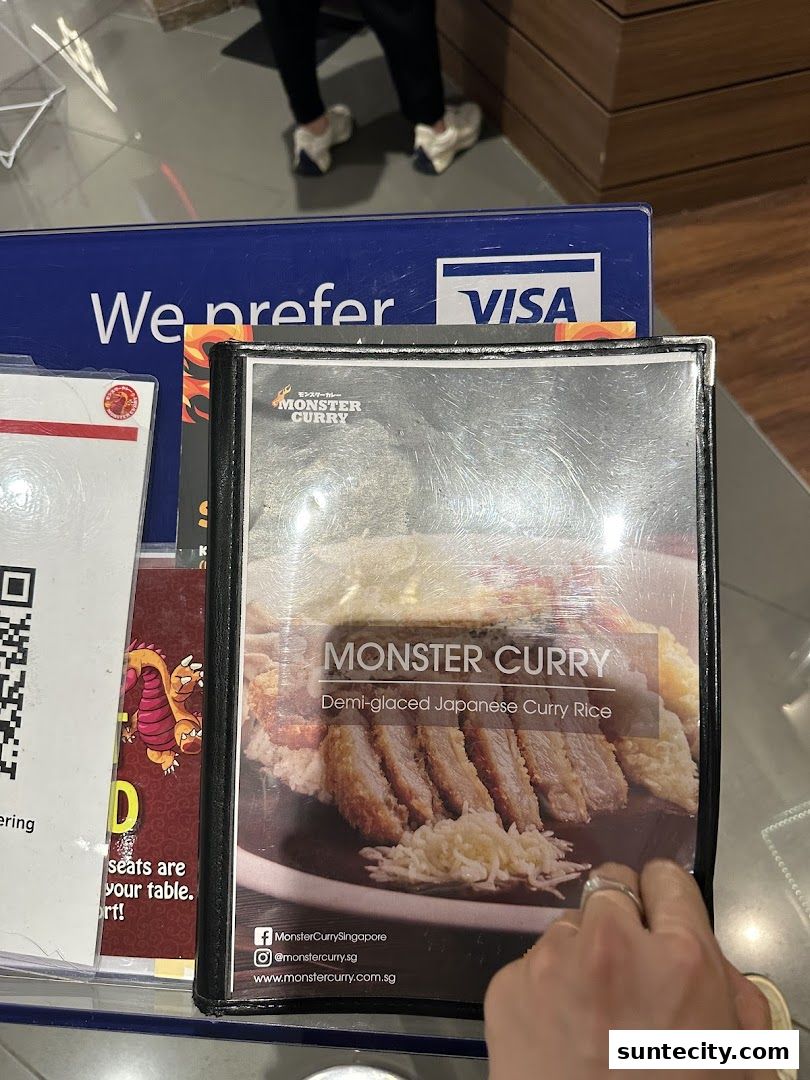 We prefer
VISA
モンスターカレー
MONSTER
CURRY
MONSTER CURRY
Demi-glaced Japanese Curry Rice
ering
seats are
your table.
MonsterCurrySingapore
@monstercurry.sg
www.monstercurry.com.sg
suntecity.com